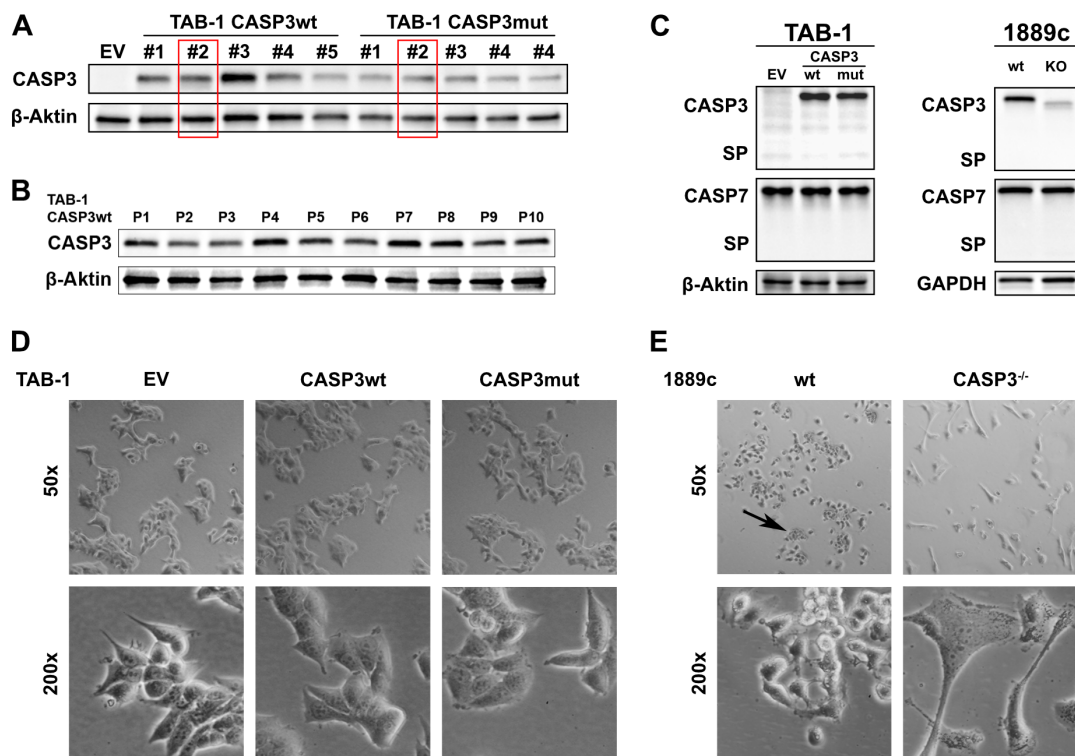 A
TAB-1 CASP3wt TAB-1 CASP3mut
EV #1 #2 #3 #4 #5 #1 #2 #3 #4 #4
CASP3
β-Aktin
B
TAB-1
CASP3wt P1 P2 P3 P4 P5 P6 P7 P8 P9 P10
CASP3
β-Aktin
C
TAB-1
CASP3
EV wt mut
CASP3
SP
CASP7
SP
β-Aktin
1889c
wt KO
CASP3
SP
CASP7
SP
GAPDH
D
TAB-1 EV CASP3wt CASP3mut
50x
200x
E
1889c wt CASP3-/-
50x
200x